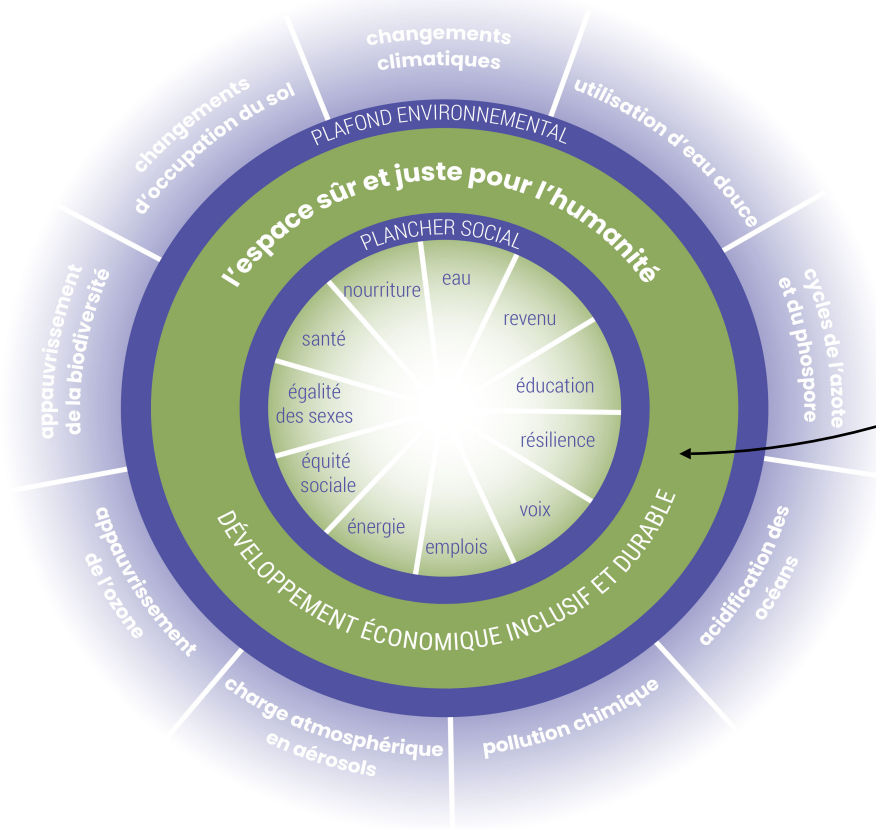 changements
climatiques
utilisation d'eau douce
cycles de l'azote
et du phospore
acidification des
océans
pollution chimique
charge atmosphérique
en aérosols
appauvrissement
de l'ozone
appauvrissement
de la biodiversité
changements
d'occupation du sol
PLAFOND ENVIRONNEMENTAL
l'espace sûr et juste pour l'humanité
PLANCHER SOCIAL
eau
revenu
éducation
résilience
voix
emplois
énergie
équité
sociale
égalité
des sexes
santé
nourriture
DÉVELOPPEMENT ÉCONOMIQUE INCLUSIF ET DURABLE